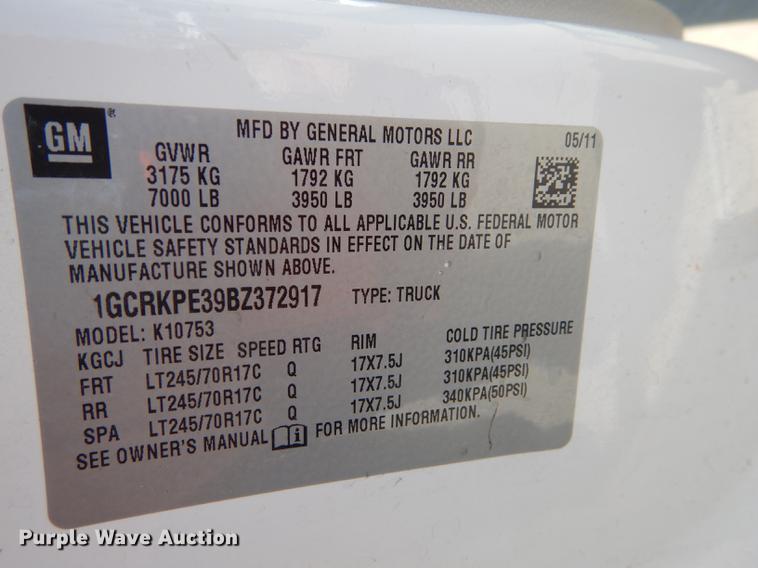 GM®
MFD BY GENERAL MOTORS LLC 05/11
GVWR GAWR FRT GAWR RR
3175 KG 1792 KG 1792 KG
7000 LB 3950 LB 3950 LB
THIS VEHICLE CONFORMS TO ALL APPLICABLE U.S. FEDERAL MOTOR
VEHICLE SAFETY STANDARDS IN EFFECT ON THE DATE OF
MANUFACTURE SHOWN ABOVE.
1GCRKPE39BZ372917 TYPE: TRUCK
MODEL: K10753
KGCJ TIRE SIZE SPEED RTG RIM COLD TIRE PRESSURE
FRT LT245/70R17C Q 17X7.5J 310KPA(45PSI)
RR LT245/70R17C Q 17X7.5J 310KPA(45PSI)
SPA LT245/70R17C Q 17X7.5J 340KPA(50PSI)
SEE OWNER'S MANUAL i FOR MORE INFORMATION.
Purple Wave Auction